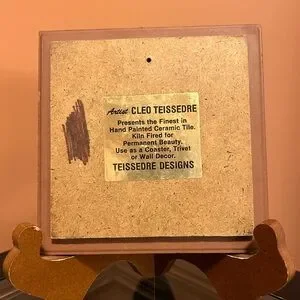 Artist CLEO TEISSEDRE
Presents the Finest in
Hand Painted Ceramic Tile.
Kiln Fired for
Permanent Beauty.
Use as a Coaster, Trivet
or Wall Decor.
TEISSEDRE DESIGNS